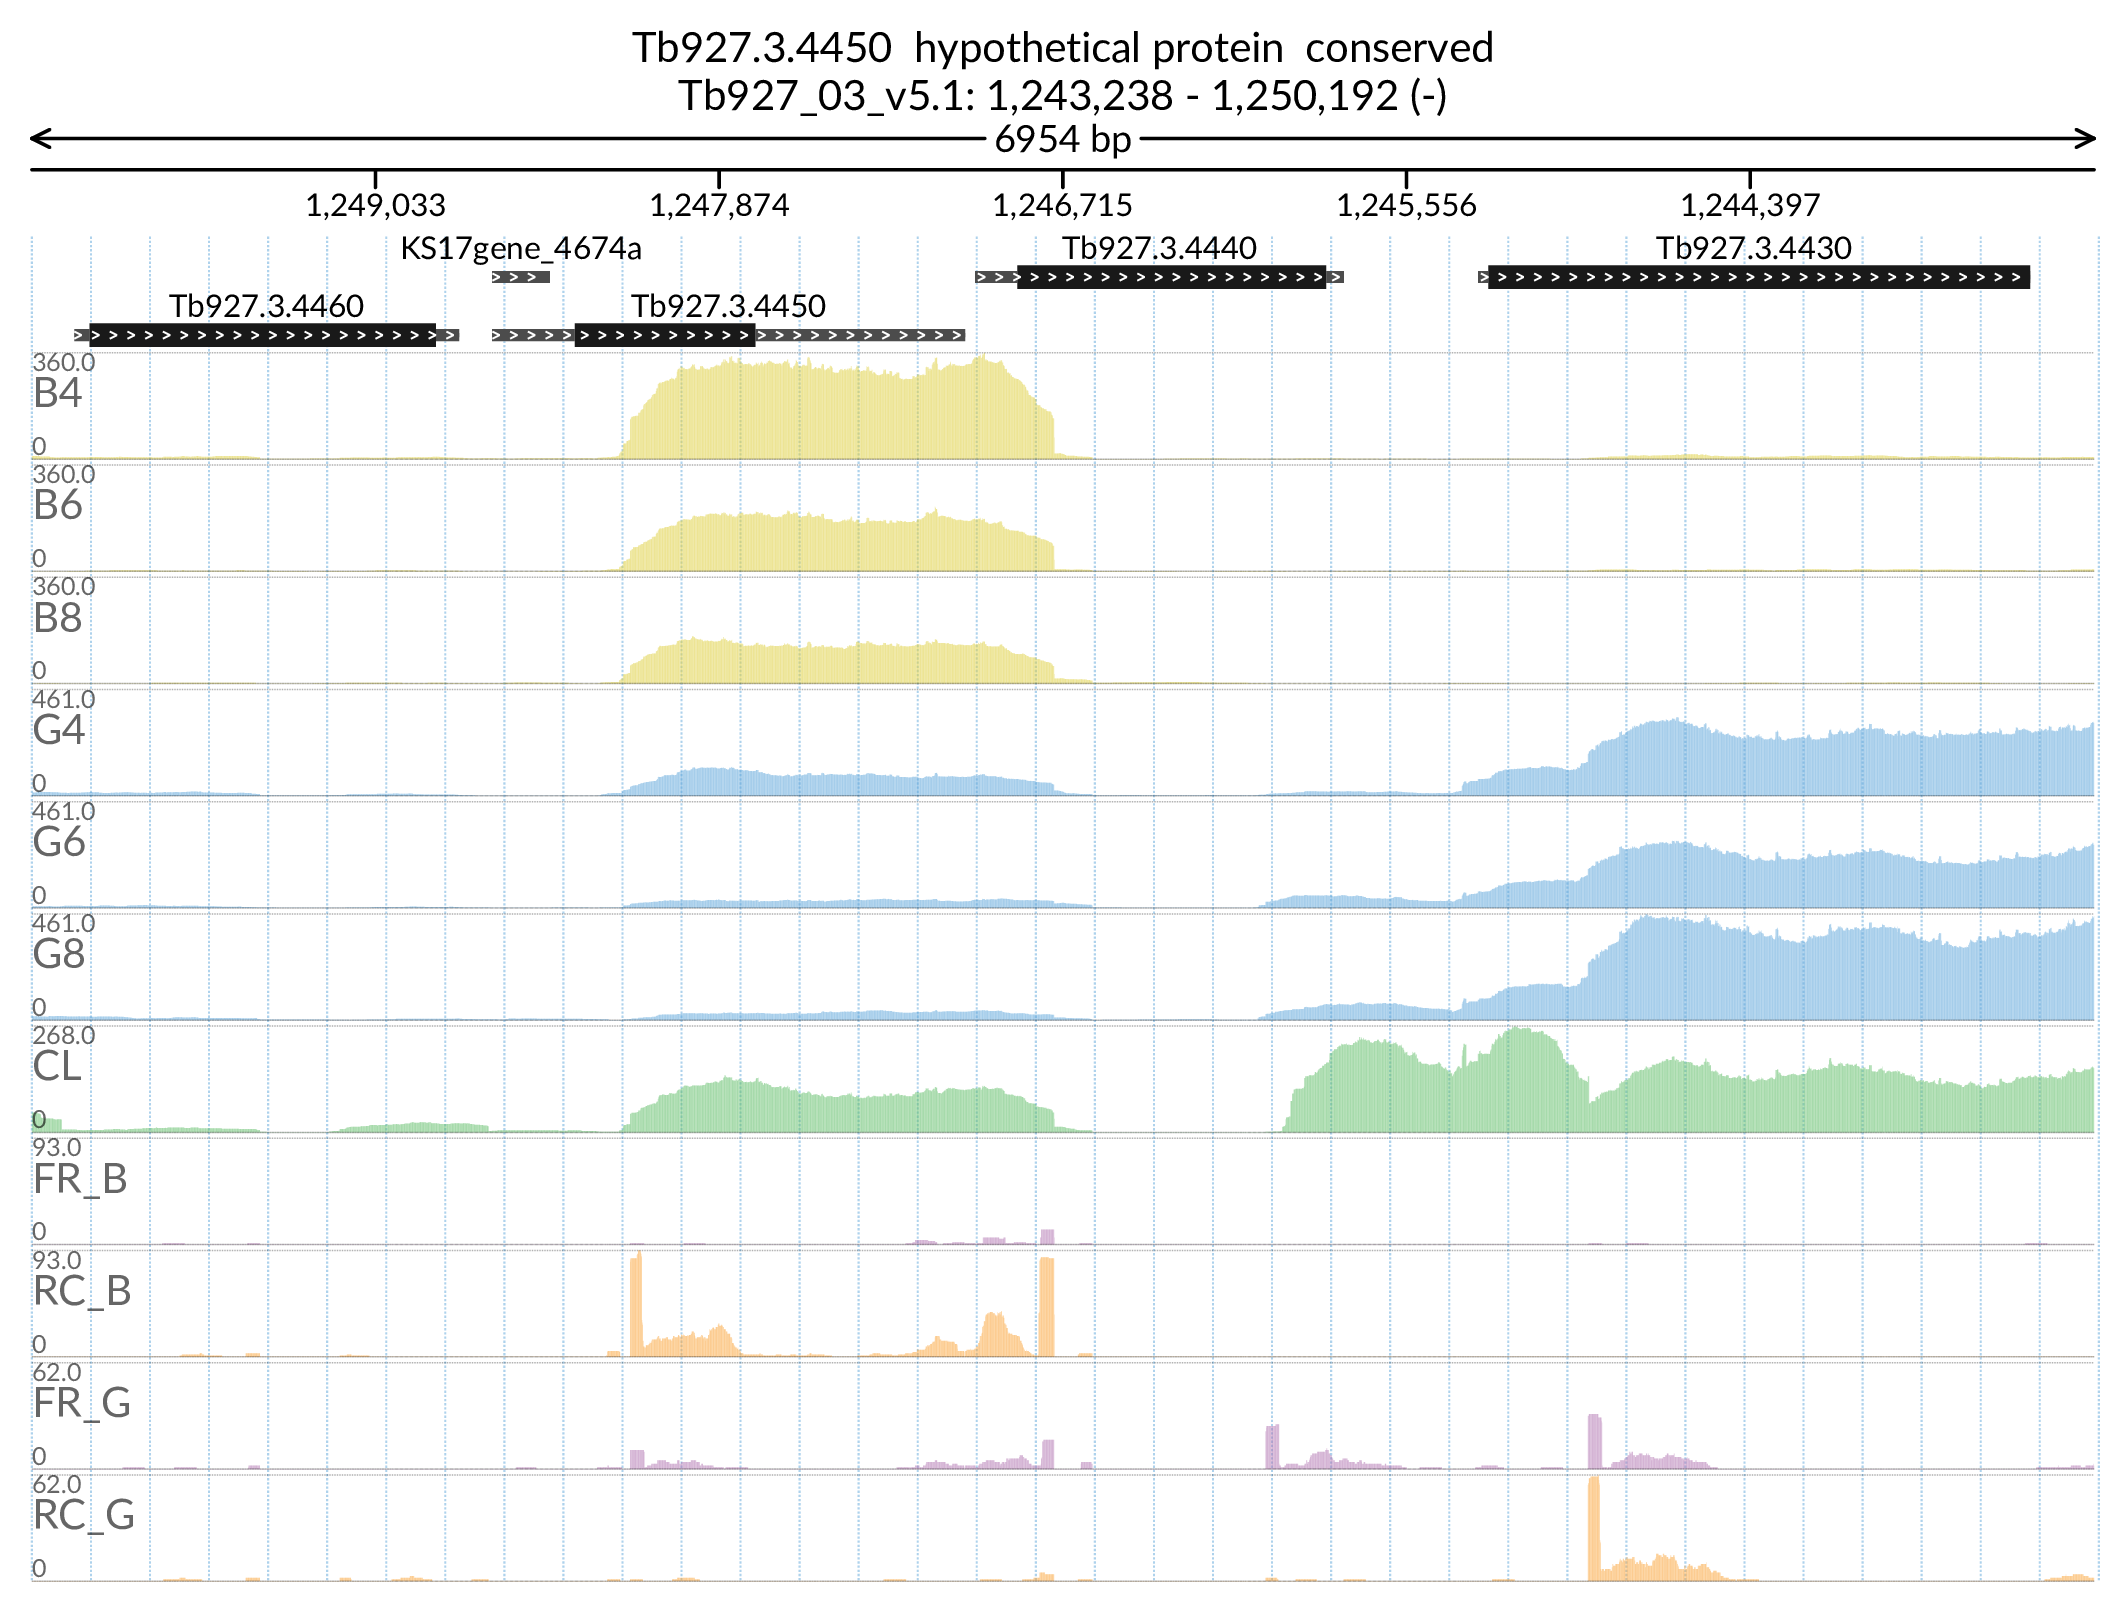 Tb927.3.4450  hypothetical protein  conserved
Tb927_03_v5.1: 1,243,238 - 1,250,192 (-)
6954 bp
1,249,033 1,247,874 1,246,715 1,245,556 1,244,397
KS17gene_4674a Tb927.3.4440 Tb927.3.4430
Tb927.3.4460 Tb927.3.4450
360.0
B4
0
360.0
B6
0
360.0
B8
0
461.0
G4
0
461.0
G6
0
461.0
G8
0
268.0
CL
0
93.0
FR_B
0
93.0
RC_B
0
62.0
FR_G
0
62.0
RC_G
0